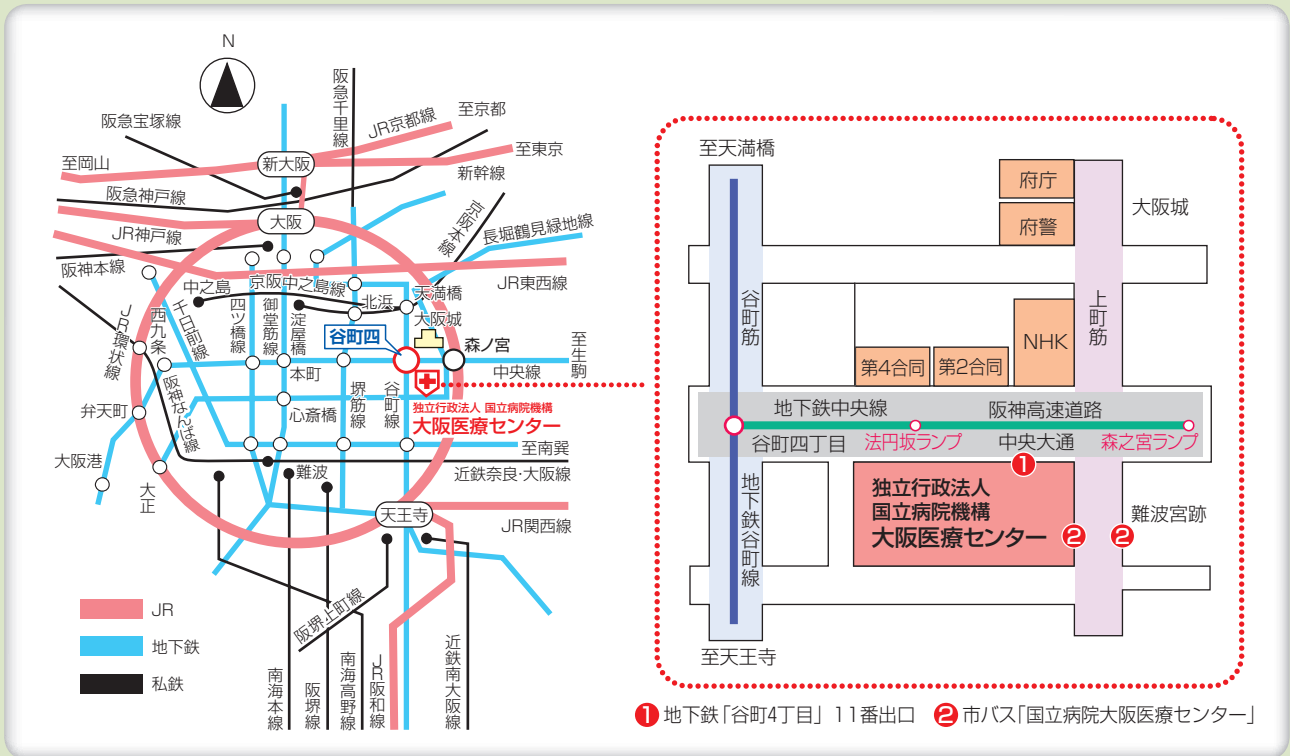 N
阪急千里線
JR京都線
至京都
阪急宝塚線
至岡山
新大阪
至東京
新幹線
阪急神戸線
大阪
京阪本線
長堀鶴見緑地線
JR神戸線
阪神本線
JR東西線
中之島
京阪中之島線
北浜
天満橋
大阪城
JR環状線
西九条
千日前線
四ツ橋線
御堂筋線
淀屋橋
谷町四
森ノ宮
至生駒
中央線
本町
堺筋線
谷町線
阪神なんば線
弁天町
心斎橋
独立行政法人 国立病院機構
大阪医療センター
至南巽
大阪港
大正
難波
近鉄奈良・大阪線
天王寺
JR関西線
JR
地下鉄
私鉄
阪堺上町線
南海本線
阪堺線
南海高野線
JR阪和線
近鉄南大阪線
至天満橋
府庁
府警
大阪城
谷町筋
上町筋
NHK
第4合同
第2合同
地下鉄中央線
阪神高速道路
谷町四丁目
法円坂ランプ
中央大通
森之宮ランプ
1
地下鉄谷町線
独立行政法人
国立病院機構
大阪医療センター
2
2
難波宮跡
至天王寺
1 地下鉄「谷町4丁目」11番出口
2 市バス「国立病院大阪医療センター」